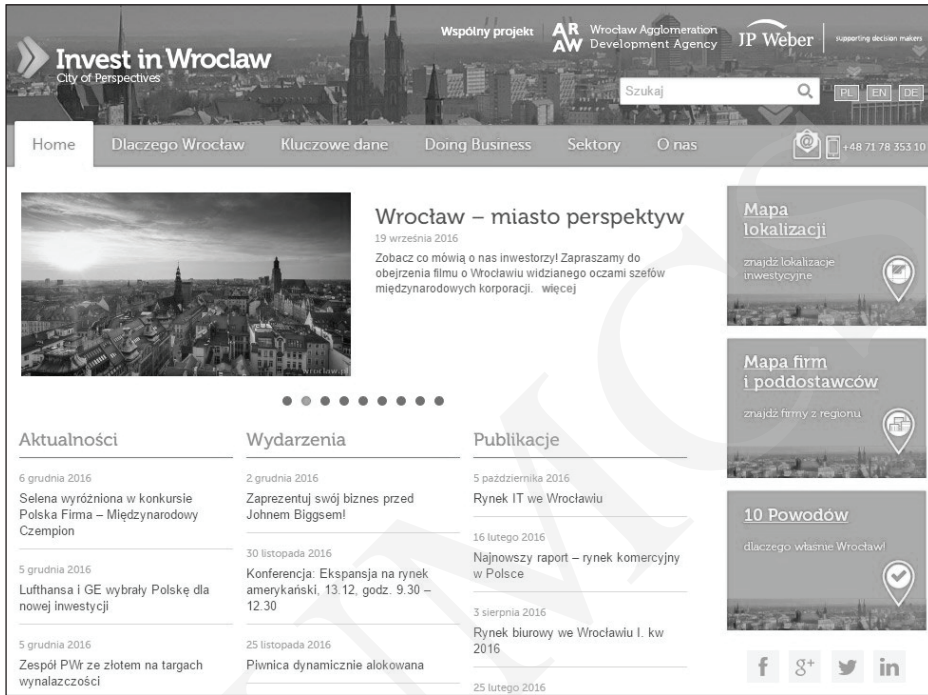 Wspólny projekt
AR
AW
Wrocław Agglomeration
Development Agency
JP Weber
supporting decision makers
Invest in Wroclaw
City of Perspectives
Szukaj
PL EN DE
Home Dlaczego Wrocław Kluczowe dane Doing Business Sektory O nas
+48 71 78 353 10
Wrocław – miasto perspektyw
19 września 2016
Zobacz co mówią o nas inwestorzy! Zapraszamy do
obejrzenia filmu o Wrocławiu widzianego oczami szefów
międzynarodowych korporacji. więcej
wroclaw.pl
Mapa
lokalizacji
znajdź lokalizacje
inwestycyjne
Mapa firm
i poddostawców
znajdź firmy z regionu
10 Powodów
dlaczego właśnie Wrocław!
Aktualności
6 grudnia 2016
Selena wyróżniona w konkursie
Polska Firma – Międzynarodowy
Czempion
5 grudnia 2016
Lufthansa i GE wybrały Polskę dla
nowej inwestycji
5 grudnia 2016
Zespół PWr ze złotem na targach
wynalazczości
Wydarzenia
2 grudnia 2016
Zaprezentuj swój biznes przed
Johnem Biggsem!
30 listopada 2016
Konferencja: Ekspansja na rynek
amerykański, 13.12, godz. 9.30 –
12.30
25 listopada 2016
Piwnica dynamicznie alokowana
Publikacje
5 października 2016
Rynek IT we Wrocławiu
16 lutego 2016
Najnowszy raport – rynek komercyjny
w Polsce
3 sierpnia 2016
Rynek biurowy we Wrocławiu I. kw
2016
25 lutego 2016
f g+ in
UMCS